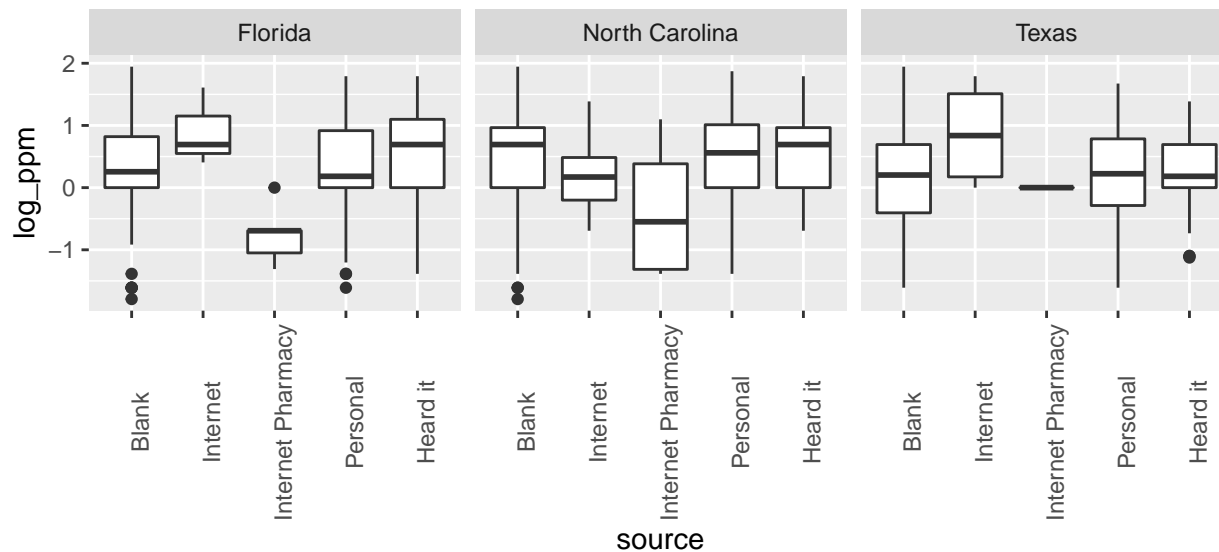 Florida North Carolina Texas
2
1
0
−1
log_ppm
Blank
Internet
Internet Pharmacy
Personal
Heard it
Blank
Internet
Internet Pharmacy
Personal
Heard it
Blank
Internet
Internet Pharmacy
Personal
Heard it
source